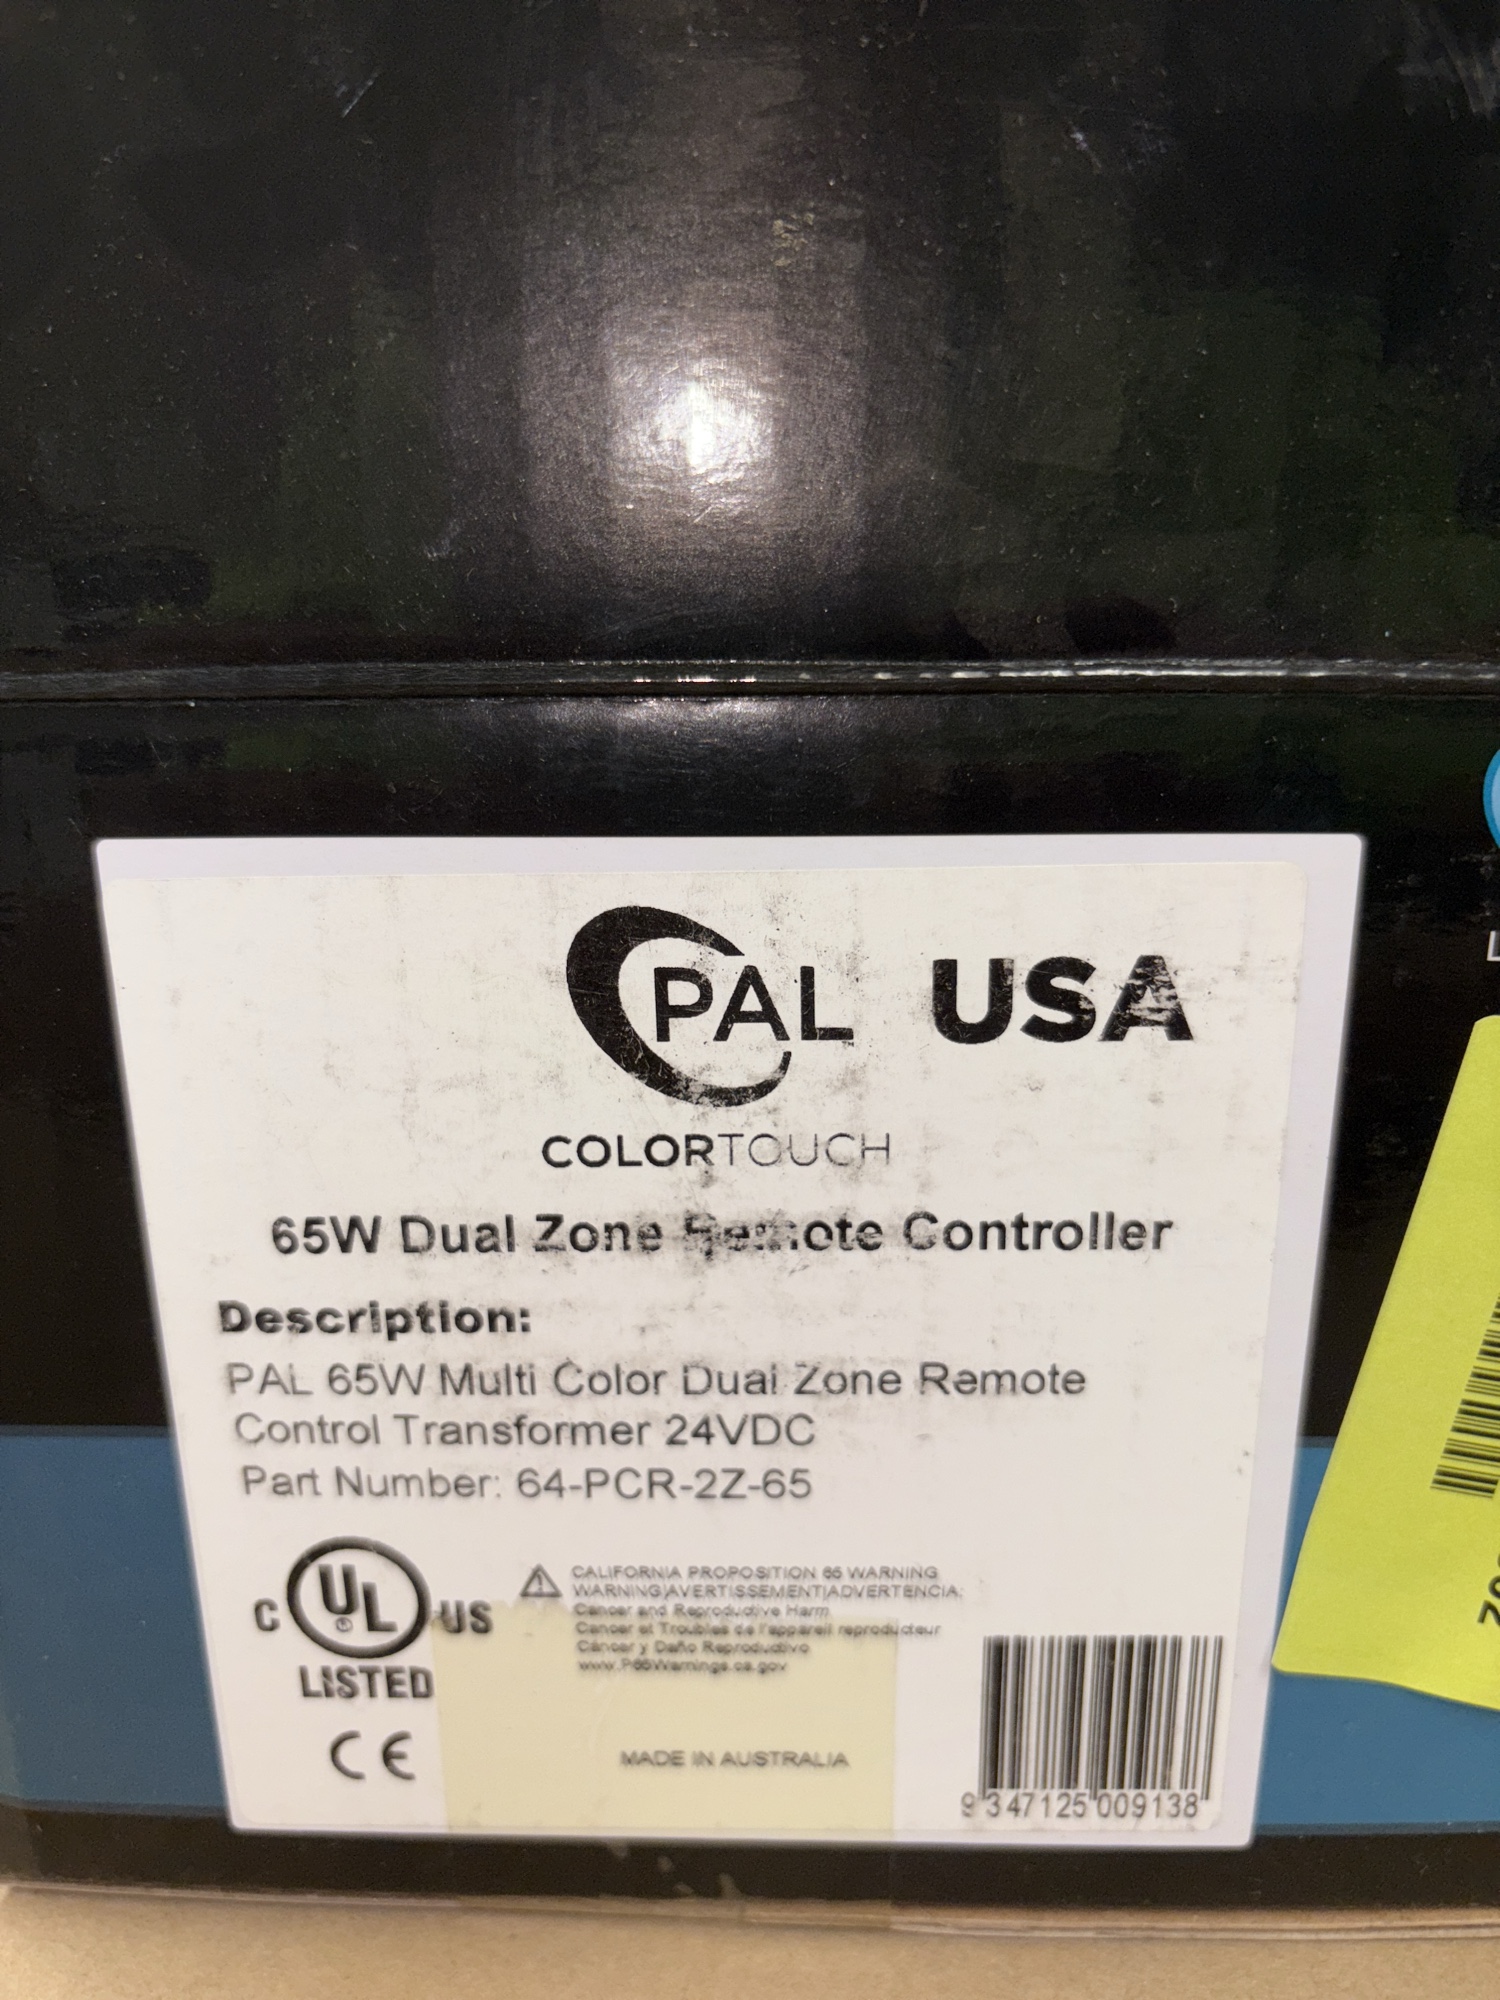 PAL USA
COLORTOUCH
65W Dual Zone Remote Controller
Description:
PAL 65W Multi Color Dual Zone Remote
Control Transformer 24VDC
Part Number: 64-PCR-2Z-65
C UL US
LISTED
CE
CALIFORNIA PROPOSITION 65 WARNING
WARNING|AVERTISSEMENT|ADVERTENCIA:
Cancer and Reproductive Harm
Cancer et Troubles de l'appareil reproducteur
Cáncer y Daño Reproductivo
www.P65Warnings.ca.gov
MADE IN AUSTRALIA
9 347125 009138